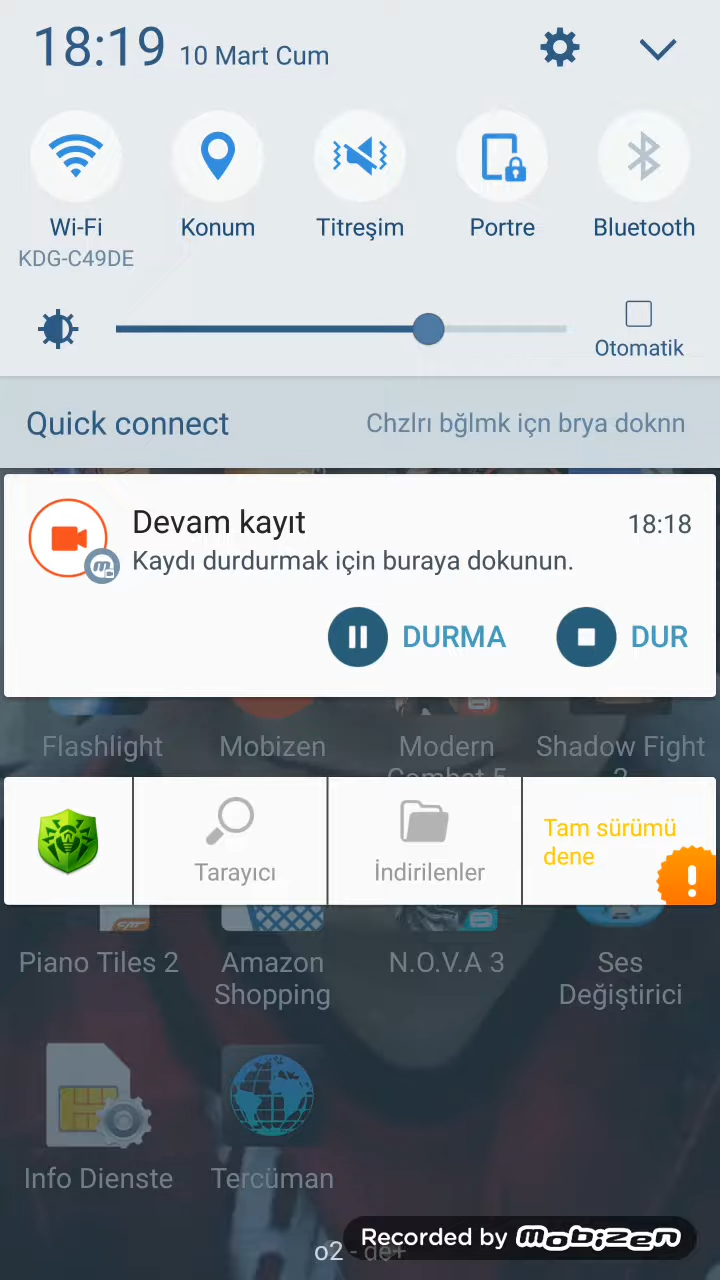 18:19 10 Mart Cum
Wi-Fi Konum Titreşim Portre Bluetooth
KDG-C49DE
Otomatik
Quick connect Chzlrı bğlmk içn brya doknn
Devam kayıt 18:18
Kaydı durdurmak için buraya dokunun.
DURMA DUR
Flashlight Mobizen Modern Shadow Fight
Combat 5 2
Tarayıcı İndirilenler Tam sürümü
dene
Piano Tiles 2 Amazon N.O.V.A 3 Ses
Shopping Değiştirici
Info Dienste Tercüman
Recorded by mobizen
o2 - de+